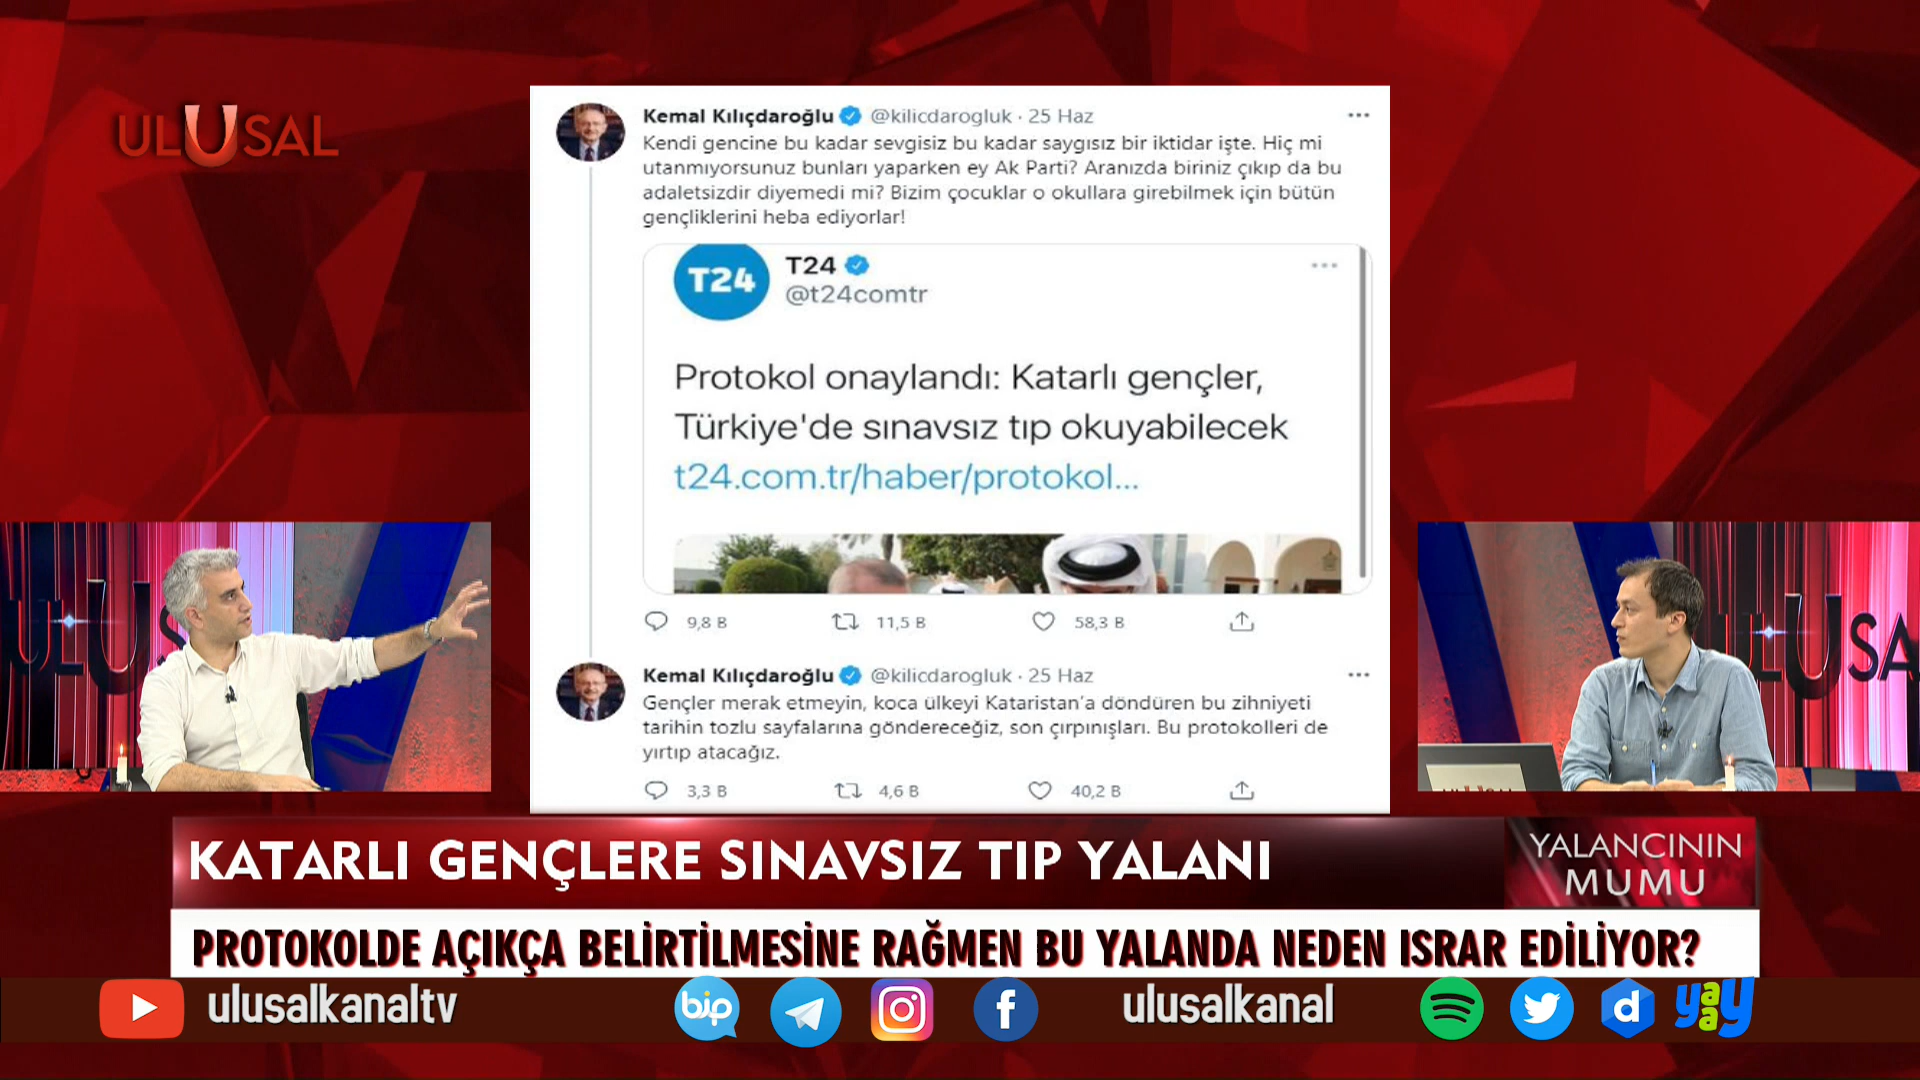 ULUSAL
Kemal Kılıçdaroğlu @kilicdarogluk · 25 Haz
Kendi gencine bu kadar sevgisiz bu kadar saygısız bir iktidar işte. Hiç mi
utanmıyorsunuz bunları yaparken ey Ak Parti? Aranızda biriniz çıkıp da bu
adaletsizdir diyemedi mi? Bizim çocuklar o okullara girebilmek için bütün
gençliklerini heba ediyorlar!
T24
T24
@t24comtr
Protokol onaylandı: Katarlı gençler,
Türkiye'de sınavsız tıp okuyabilecek
t24.com.tr/haber/protokol...
9,8 B 11,5 B 58,3 B
Kemal Kılıçdaroğlu @kilicdarogluk · 25 Haz
Gençler merak etmeyin, koca ülkeyi Kataristan'a döndüren bu zihniyeti
tarihin tozlu sayfalarına göndereceğiz, son çırpınışları. Bu protokolleri de
yırtıp atacağız.
3,3 B 4,6 B 40,2 B
ULUS
ULUSA
KATARLI GENÇLERE SINAVSIZ TIP YALANI
YALANCININ
MUMU
PROTOKOLDE AÇIKÇA BELİRTİLMESİNE RAĞMEN BU YALANDA NEDEN ISRAR EDİLİYOR?
ulusalkanaltv
bip
ulusalkanal
d
yaay